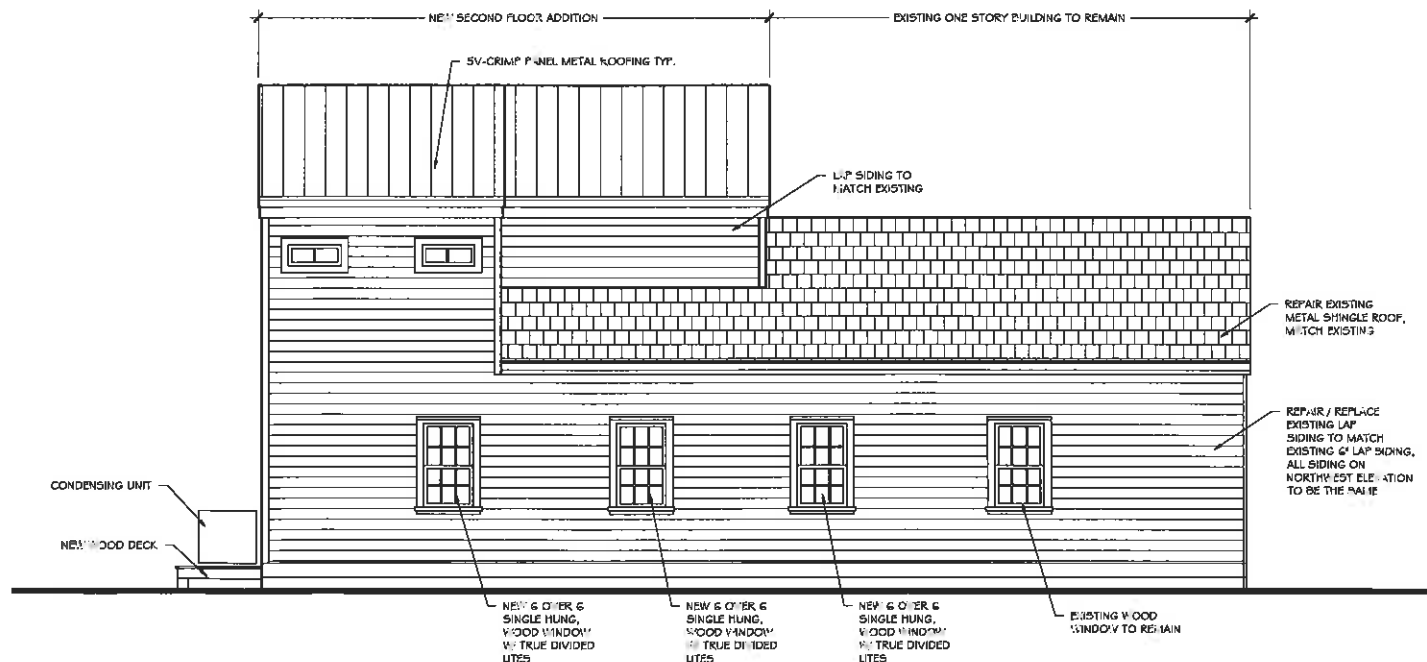 NEW SECOND FLOOR ADDITION
EXISTING ONE STORY BUILDING TO REMAIN
5V-CRIMP PANEL METAL ROOFING TYP.
LAP SIDING TO
MATCH EXISTING
REPAIR EXISTING
METAL SHINGLE ROOF,
MATCH EXISTING
REPAIR / REPLACE
EXISTING LAP
SIDING TO MATCH
EXISTING 6" LAP SIDING,
ALL SIDING ON
NORTHWEST ELEVATION
TO BE THE SAME
CONDENSING UNIT
NEW WOOD DECK
NEW 6 OVER 6
SINGLE HUNG,
WOOD WINDOW
W/ TRUE DIVIDED
LITES
NEW 6 OVER 6
SINGLE HUNG,
WOOD WINDOW
W/ TRUE DIVIDED
LITES
NEW 6 OVER 6
SINGLE HUNG,
WOOD WINDOW
W/ TRUE DIVIDED
LITES
EXISTING WOOD
WINDOW TO REMAIN